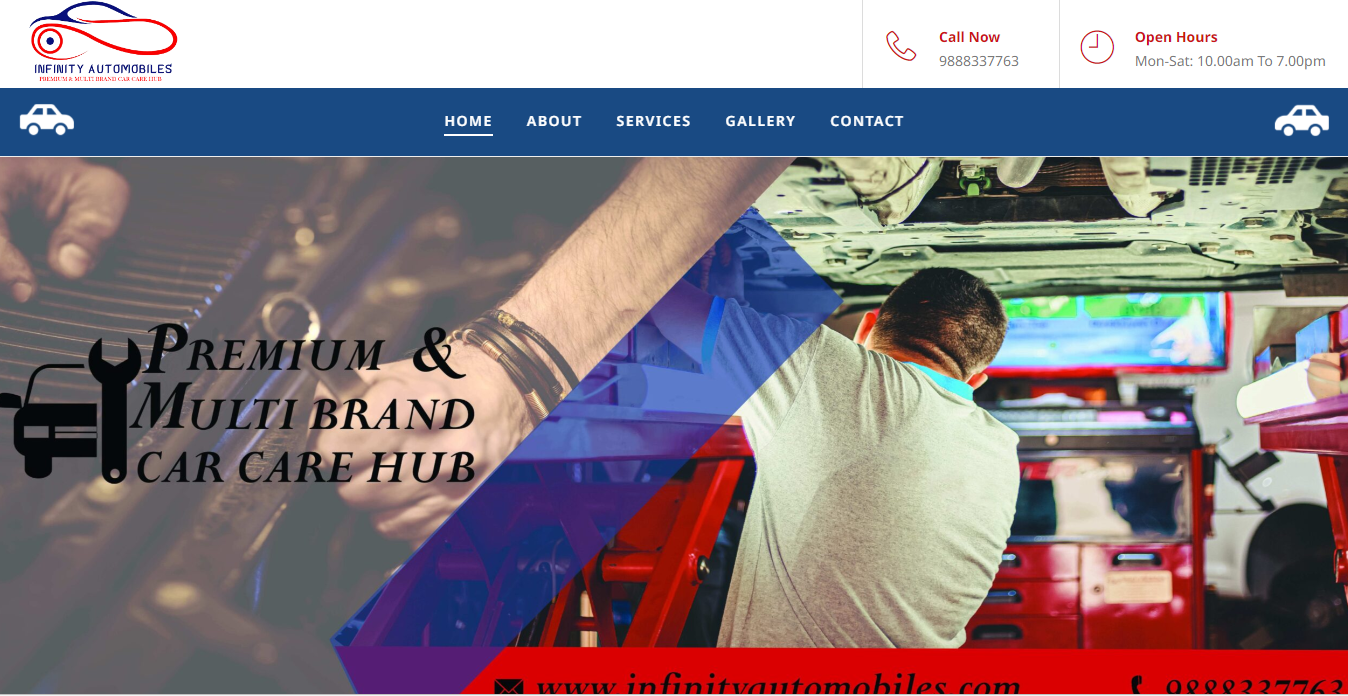 INFINITY AUTOMOBILES
PREMIUM & MULTI BRAND CAR CARE HUB
Call Now
9888337763
Open Hours
Mon-Sat: 10.00am To 7.00pm
HOME ABOUT SERVICES GALLERY CONTACT
PREMIUM &
MULTI BRAND
CAR CARE HUB
www.infinityautomobiles.com 9888337763